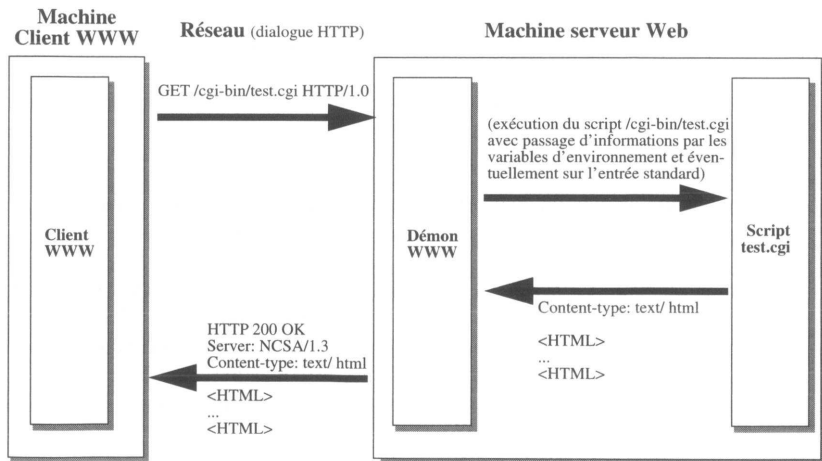 Machine
Client WWW
Réseau (dialogue HTTP)
Machine serveur Web
GET /cgi-bin/test.cgi HTTP/1.0
(exécution du script /cgi-bin/test.cgi
avec passage d'informations par les
variables d'environnement et éven-
tuellement sur l'entrée standard)
Client
WWW
Démon
WWW
Script
test.cgi
Content-type: text/ html
<HTML>
...
<HTML>
HTTP 200 OK
Server: NCSA/1.3
Content-type: text/ html
<HTML>
...
<HTML>